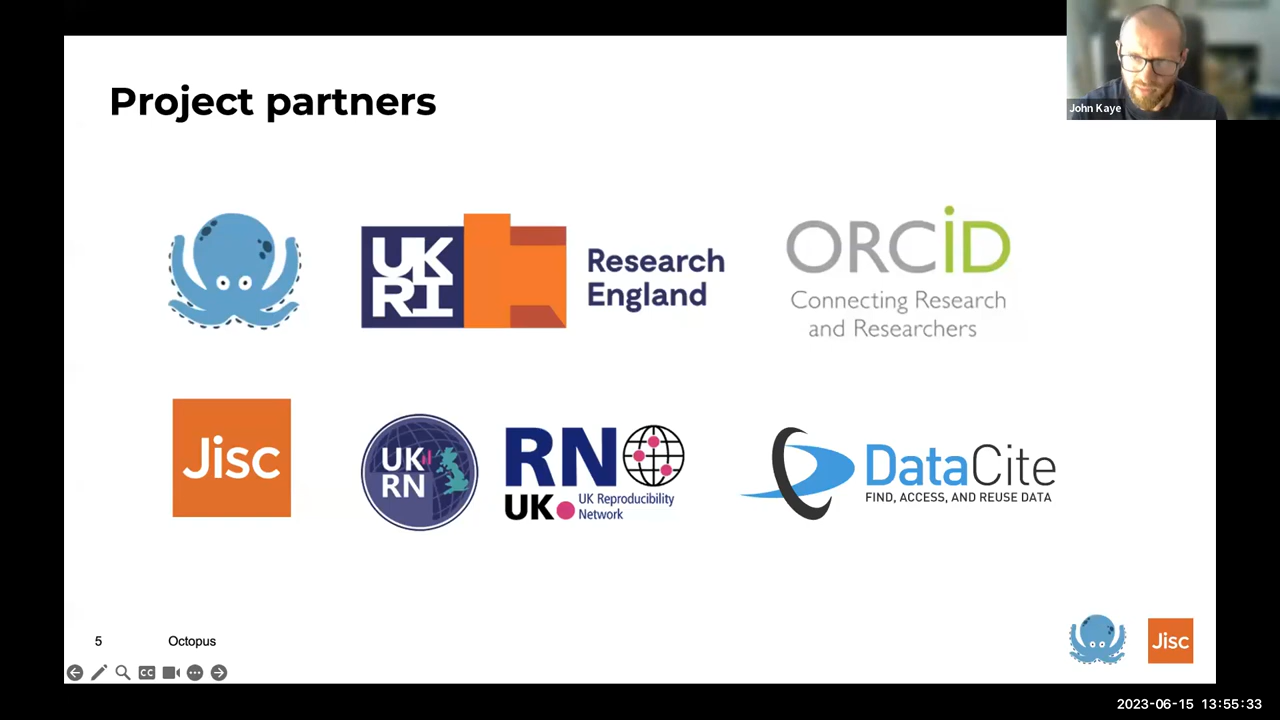 Project partners
John Kaye
UK
RI
Research
England
ORCiD
Connecting Research
and Researchers
Jisc
UK
RN
RN
UK
UK Reproducibility
Network
DataCite
FIND, ACCESS, AND REUSE DATA
5
Octopus
Jisc
CC
2023-06-15 13:55:33